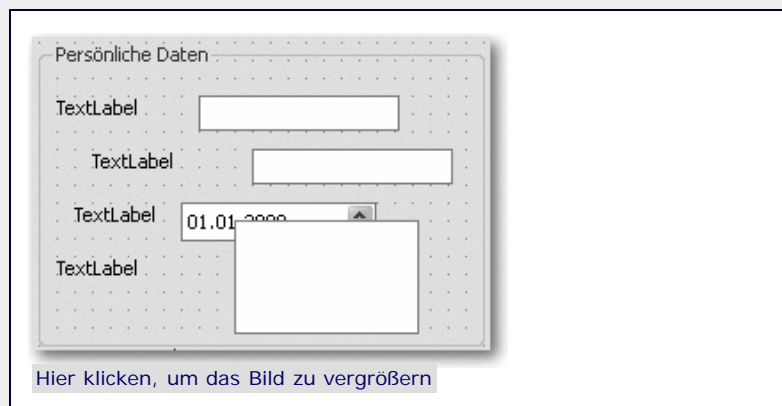 Persönliche Daten
TextLabel
TextLabel
TextLabel 01.01
TextLabel
Hier klicken, um das Bild zu vergrößern